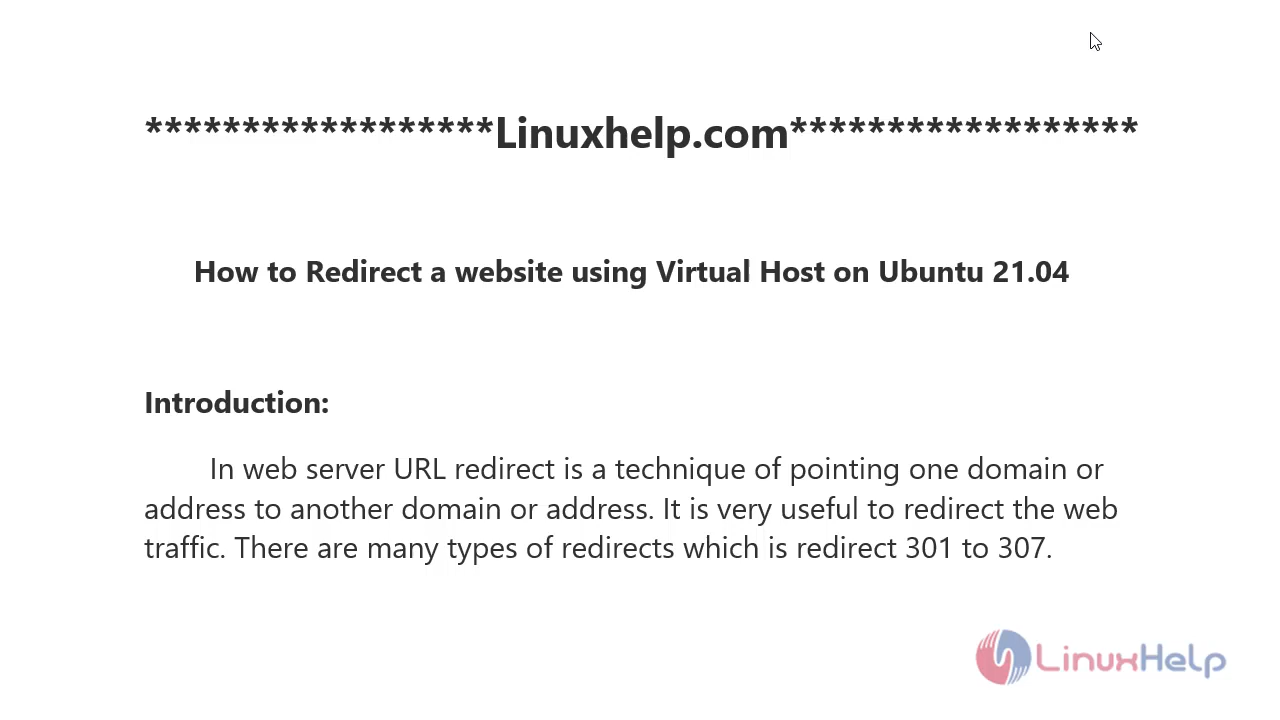 ******************Linuxhelp.com******************
How to Redirect a website using Virtual Host on Ubuntu 21.04
Introduction:
In web server URL redirect is a technique of pointing one domain or
address to another domain or address. It is very useful to redirect the web
traffic. There are many types of redirects which is redirect 301 to 307.
LinuxHelp